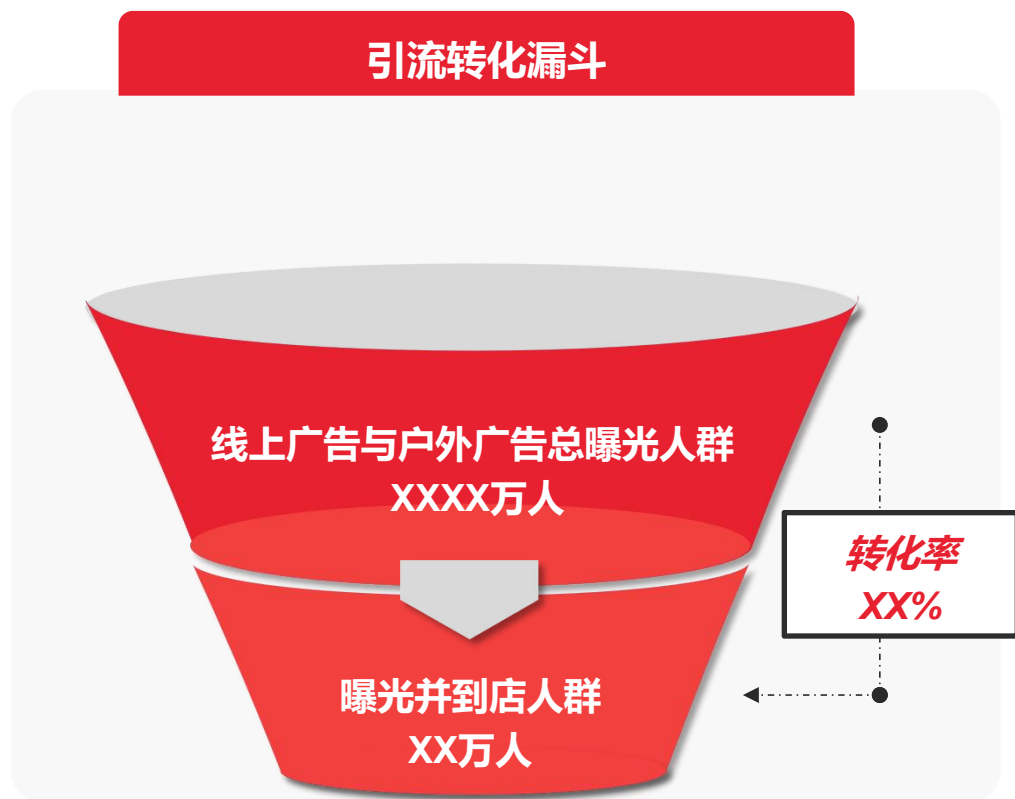 引流转化漏斗
线上广告与户外广告总曝光人群
XXXX万人
转化率
XX%
曝光并到店人群
XX万人